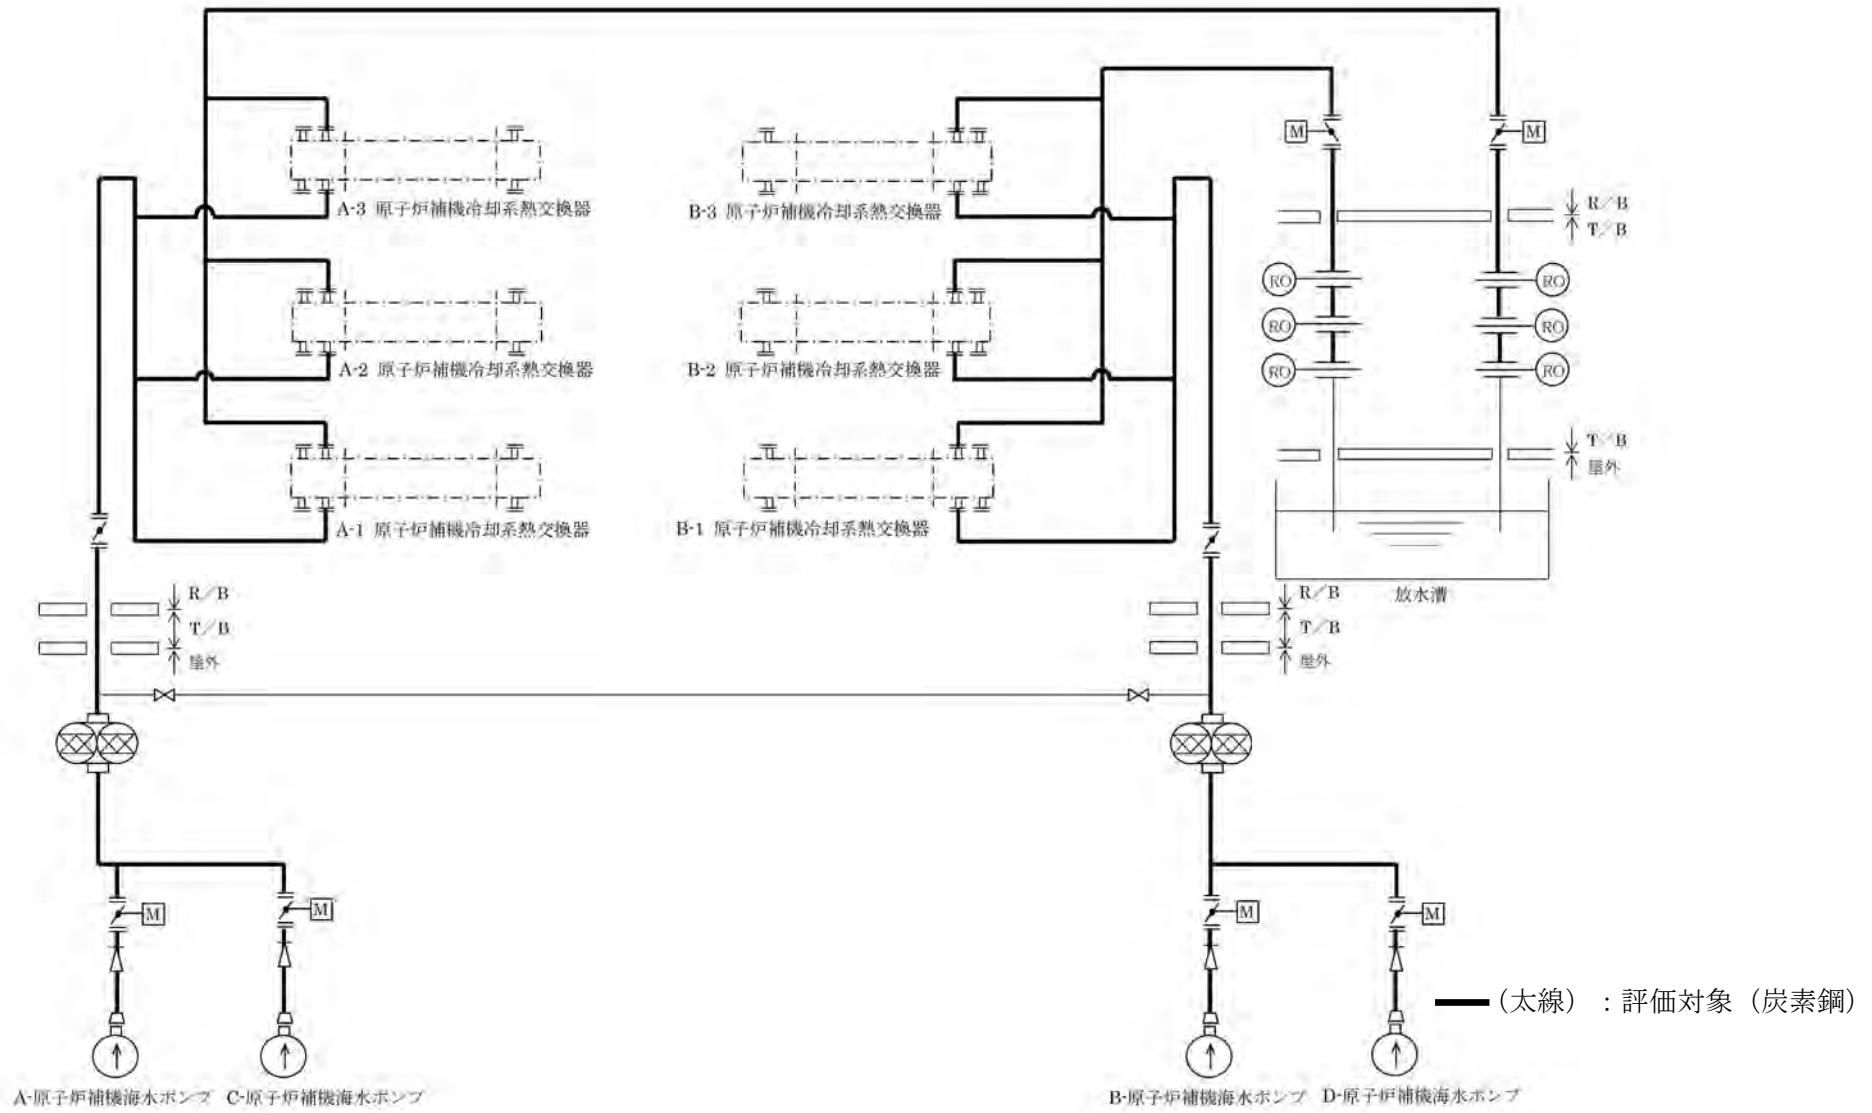 M
M
A-3 原子炉補機冷却系熱交換器
B-3 原子炉補機冷却系熱交換器
R/B
T/B
RO
RO
RO
RO
A-2 原子炉補機冷却系熱交換器
B-2 原子炉補機冷却系熱交換器
RO
RO
T/B
屋外
A-1 原子炉補機冷却系熱交換器
B-1 原子炉補機冷却系熱交換器
R/B
T/B
屋外
R/B
T/B
屋外
放水漕
M
M
M
M
(太線) :評価対象 (炭素鋼)
A-原子炉補機海水ポンプ
C-原子炉補機海水ポンプ
B-原子炉補機海水ポンプ
D-原子炉補機海水ポンプ